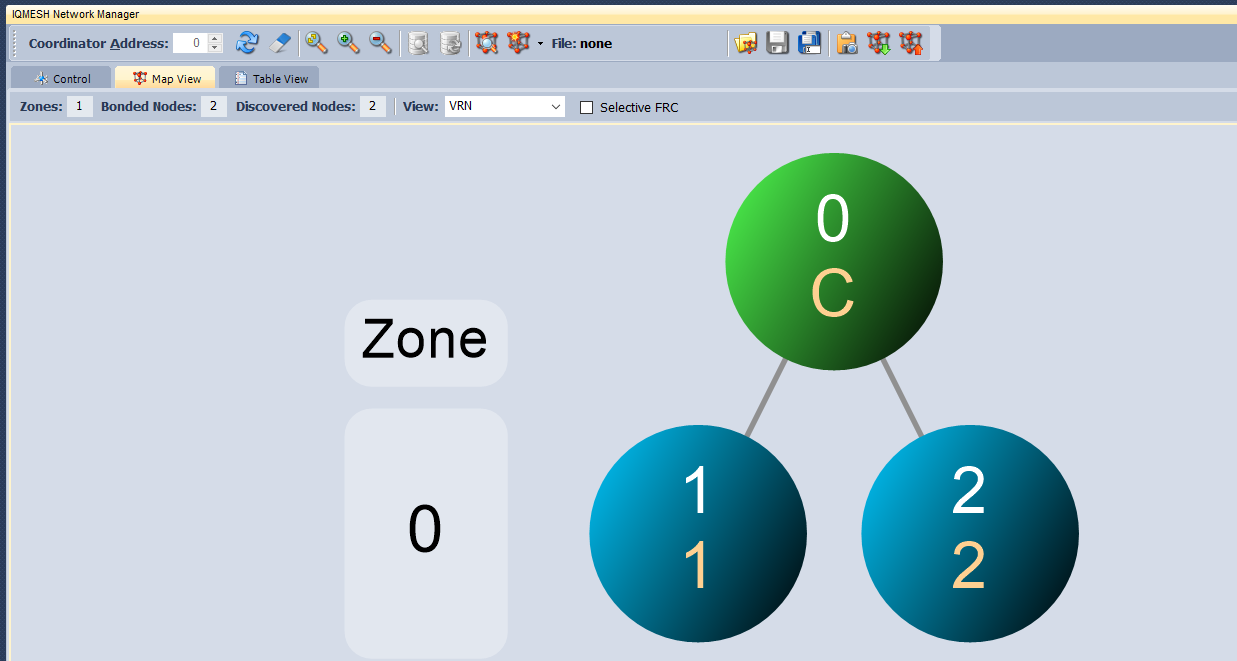 IQMESH Network Manager
Coordinator Address: 0 File: none
Control Map View Table View
Zones: 1 Bonded Nodes: 2 Discovered Nodes: 2 View: VRN Selective FRC
0
C
Zone
0
1
1
2
2